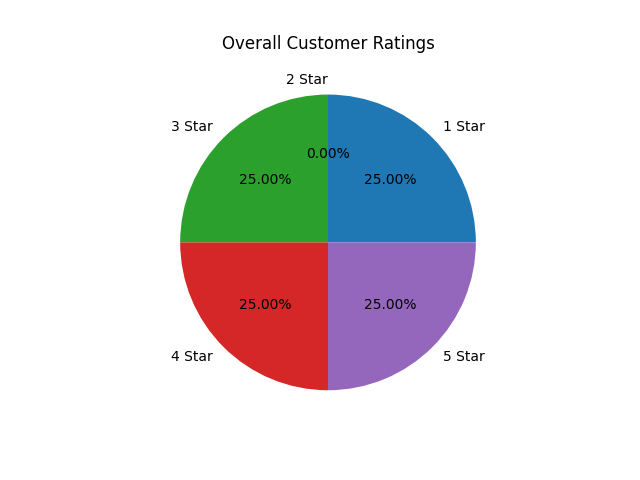 Overall Customer Ratings
2 Star
3 Star
1 Star
0.00%
25.00%
25.00%
25.00%
25.00%
4 Star
5 Star